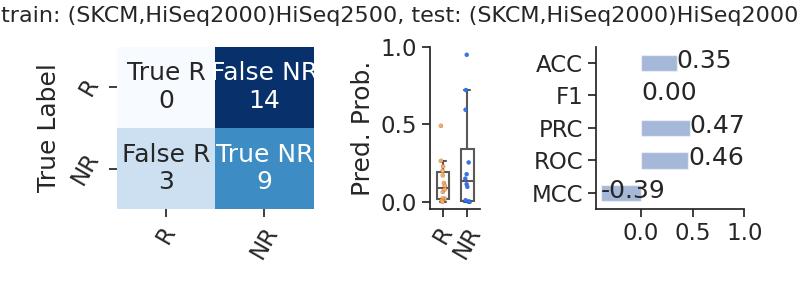 train: (SKCM,HiSeq2000)HiSeq2500, test: (SKCM,HiSeq2000)HiSeq2000
True Label
R
NR
True R
0
False NR
14
False R
3
True NR
9
R
NR
Pred. Prob.
1.0
0.5
0.0
R
NR
ACC
0.35
F1
0.00
PRC
0.47
ROC
0.46
MCC
-0.39
0.0
0.5
1.0